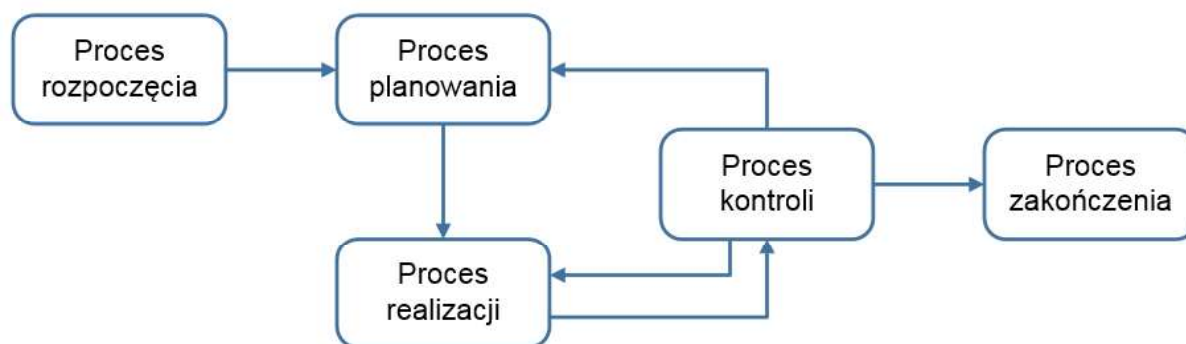 Proces
rozpoczęcia
Proces
planowania
Proces
kontroli
Proces
zakończenia
Proces
realizacji